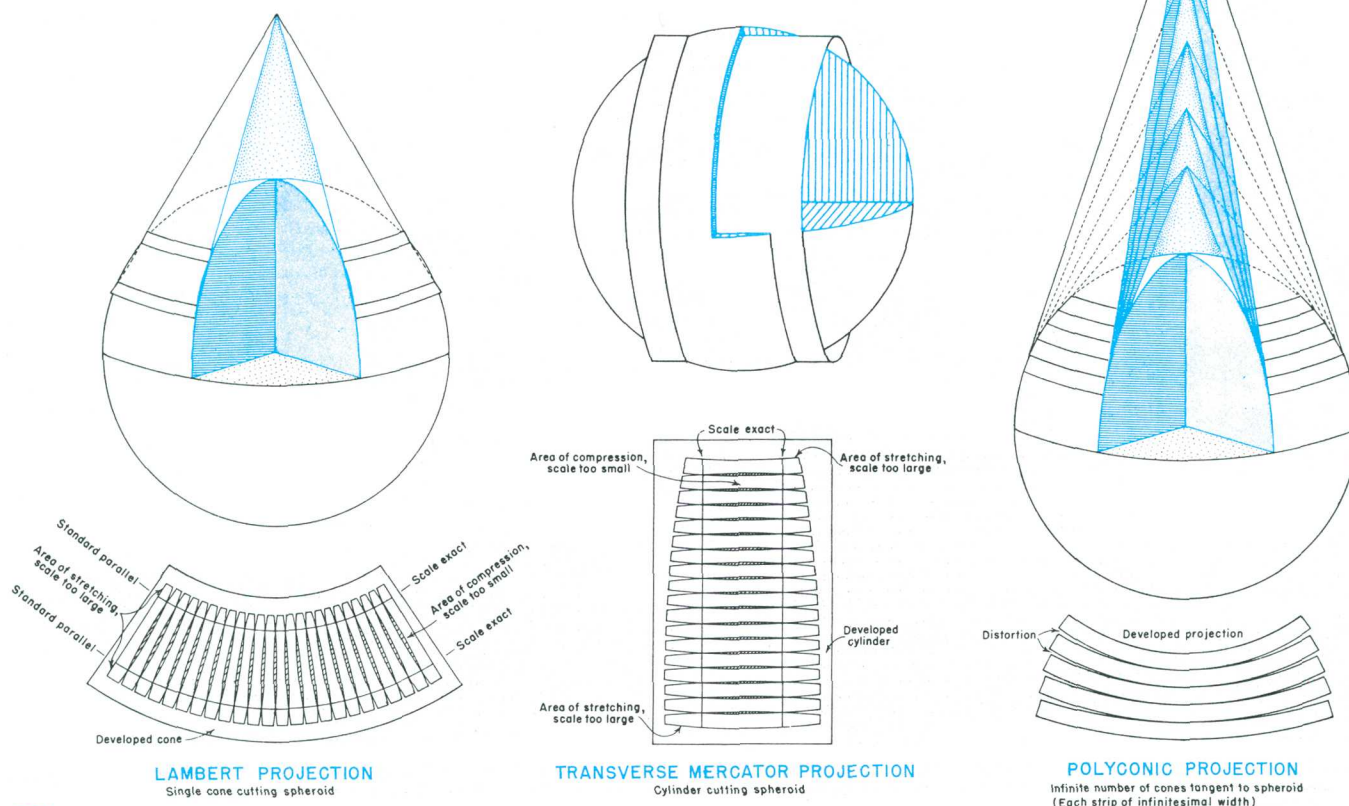 Standard parallel
Area of stretching,
scale too large
Standard parallel
Scale exact
Area of compression,
scale too small
Scale exact
Developed cone
LAMBERT PROJECTION
Single cone cutting spheroid
Scale exact
Area of compression,
scale too small
Area of stretching,
scale too large
Developed
cylinder
Area of stretching,
scale too large
TRANSVERSE MERCATOR PROJECTION
Cylinder cutting spheroid
Distortion
Developed projection
POLYCONIC PROJECTION
Infinite number of cones tangent to spheroid
(Each strip of infinitesimal width)